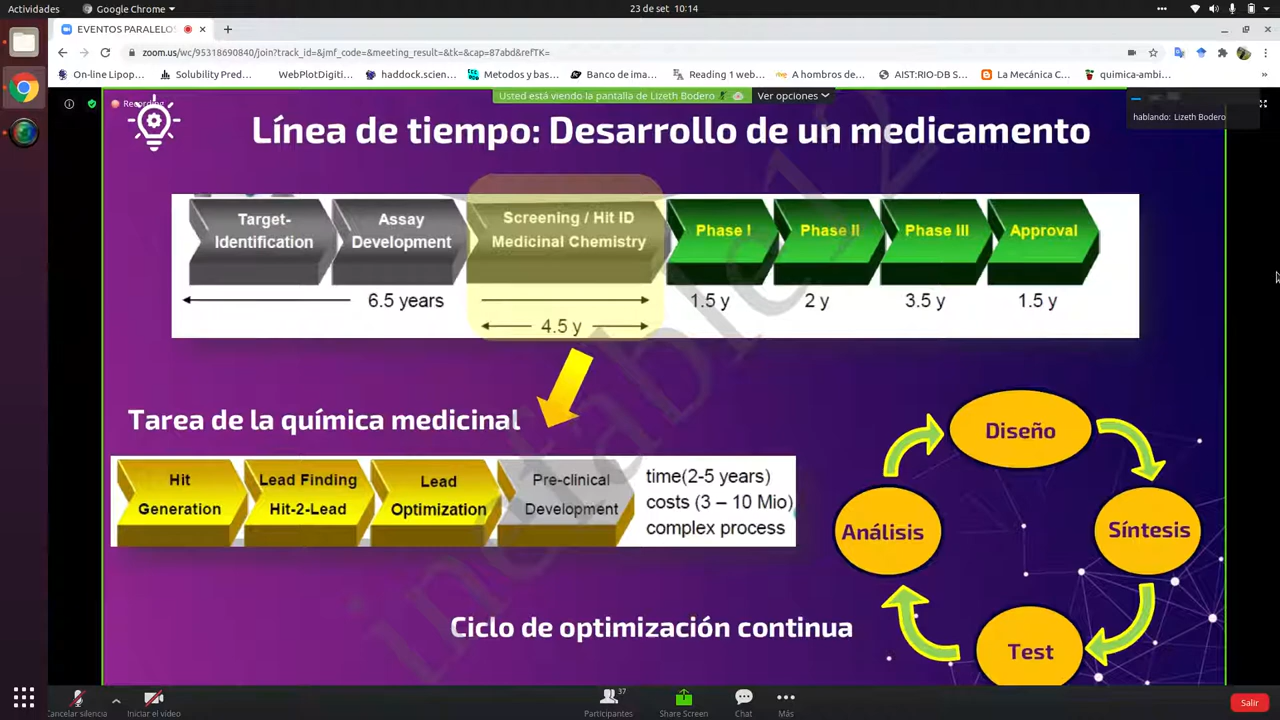 Actividades
Google Chrome
23 de set 10:14
EVENTOS PARALELOS
zoom.us/wc/95318690840/join?track_id=&jmf_code=&meeting_result=&tk=&cap=87abd&refTK=
On-line Lipop…
Solubility Pred…
WebPlotDigiti…
haddock.scien…
Metodos y bas…
Banco de ima…
Reading 1 web…
A hombros de…
AIST:RIO-DB S…
La Mecánica C…
quimica-ambi…
»
Recording
Usted está viendo la pantalla de Lizeth Bodero
Ver opciones
hablando: Lizeth Bodero
Línea de tiempo: Desarrollo de un medicamento
Target-
Identification
Assay
Development
Screening / Hit ID
Medicinal Chemistry
Phase I
Phase II
Phase III
Approval
6.5 years
4.5 y
1.5 y
2 y
3.5 y
1.5 y
Tarea de la química medicinal
Hit
Generation
Lead Finding
Hit-2-Lead
Lead
Optimization
Pre-clinical
Development
time(2-5 years)
costs (3 – 10 Mio)
complex process
Diseño
Síntesis
Test
Análisis
Ciclo de optimización continua
Cancelar silencio
Iniciar el video
37
Participantes
Share Screen
Chat
Más
Salir